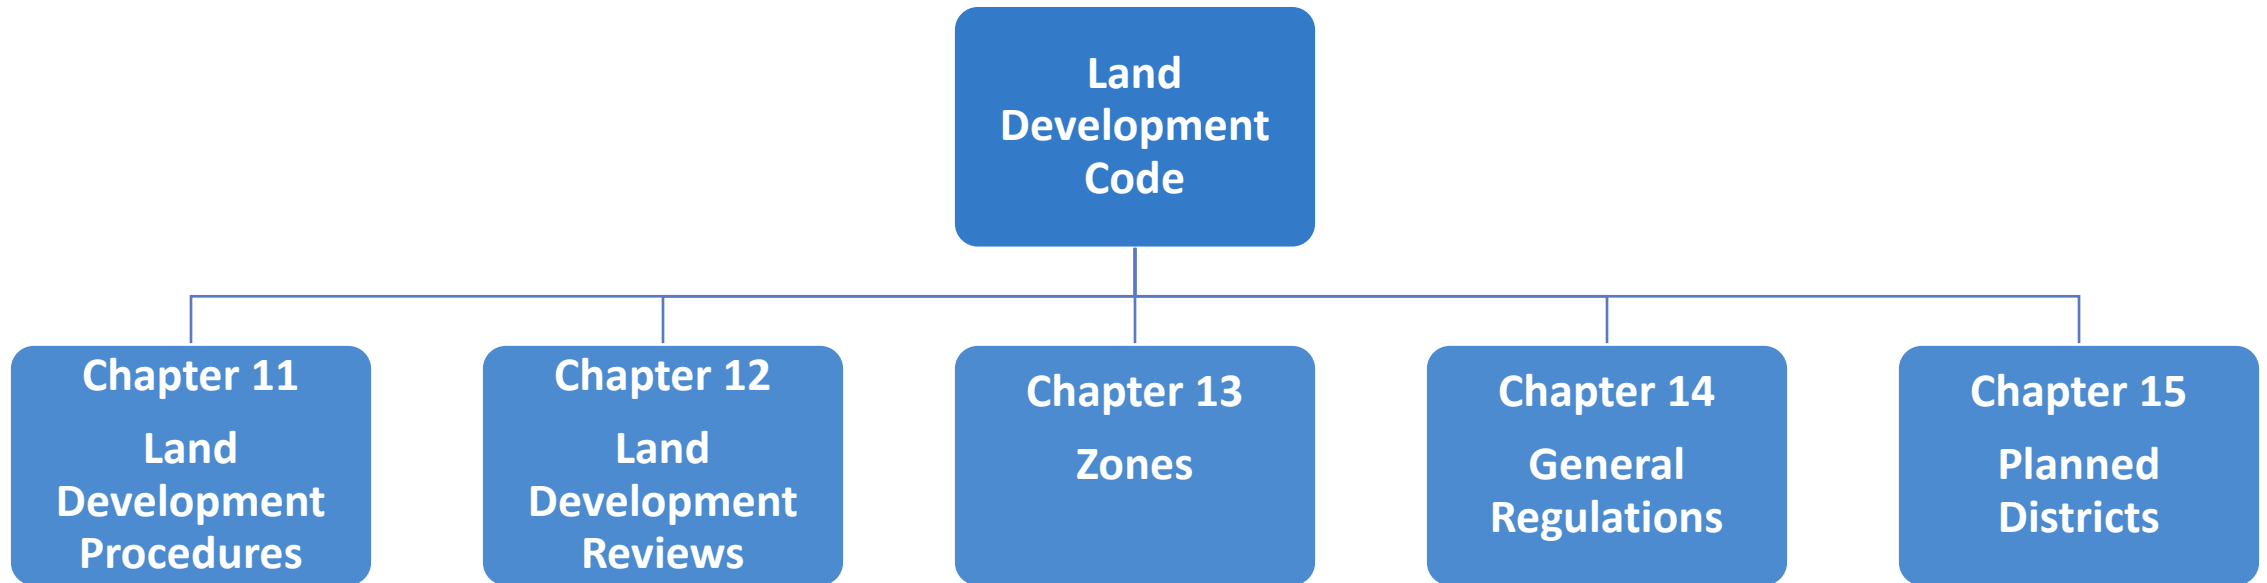 Land
Development
Code
Chapter 11
Land
Development
Procedures
Chapter 12
Land
Development
Reviews
Chapter 13
Zones
Chapter 14
General
Regulations
Chapter 15
Planned
Districts